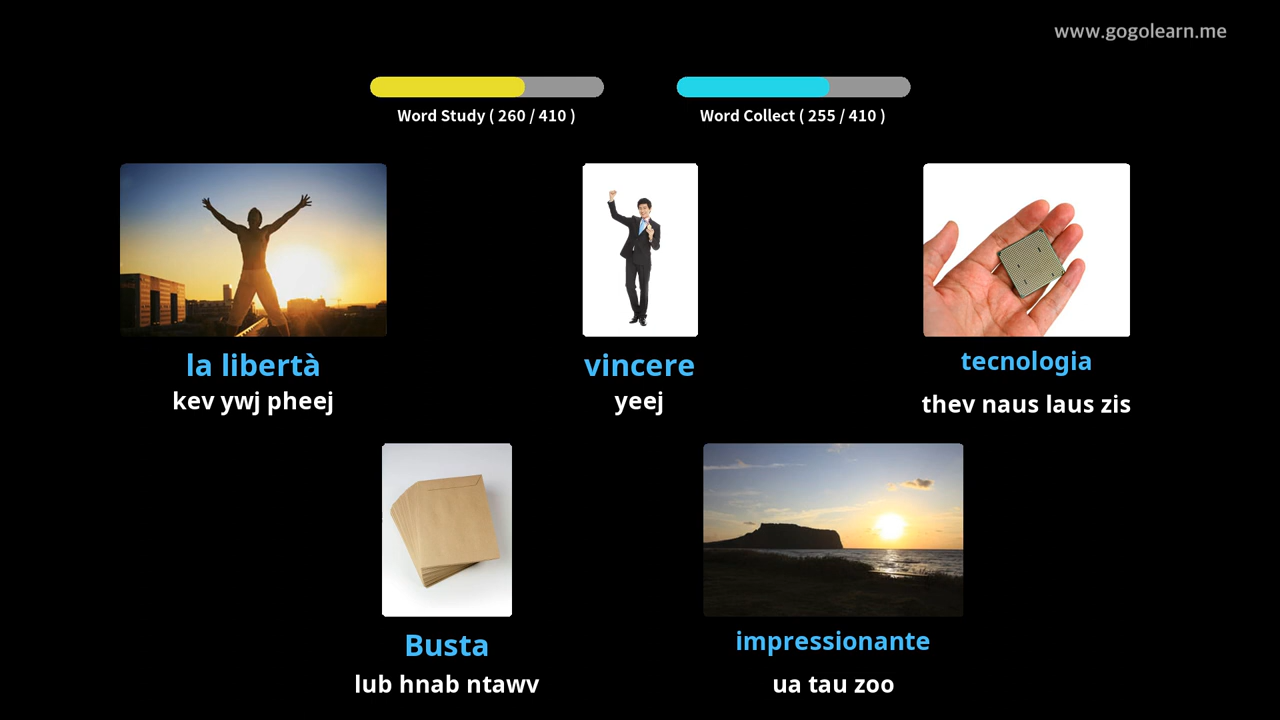 www.gogolearn.me
Word Study ( 260 / 410 )
Word Collect ( 255 / 410 )
la libertà
kev ywj pheej
vincere
yeej
tecnologia
thev naus laus zis
Busta
lub hnab ntawv
impressionante
ua tau zoo